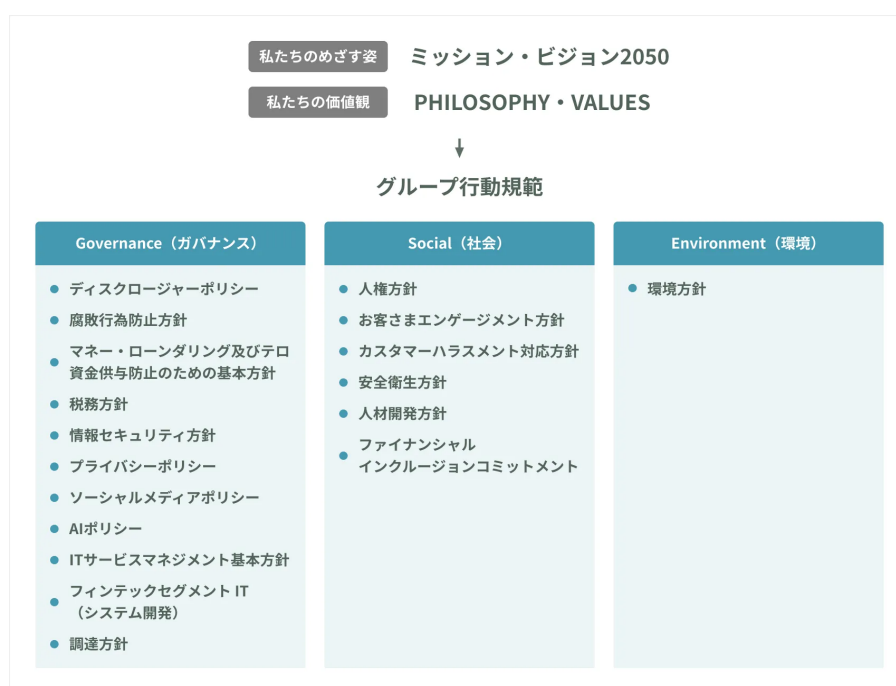 私たちのめざす姿 ミッション・ビジョン2050
私たちの価値観 PHILOSOPHY・VALUES
グループ行動規範
Governance（ガバナンス）
ディスクロージャーポリシー
腐敗行為防止方針
マネー・ローンダリング及びテロ
資金供与防止のための基本方針
税務方針
情報セキュリティ方針
プライバシーポリシー
ソーシャルメディアポリシー
AIポリシー
ITサービスマネジメント基本方針
フィンテックセグメント IT
（システム開発）
調達方針
Social（社会）
人権方針
お客さまエンゲージメント方針
カスタマーハラスメント対応方針
安全衛生方針
人材開発方針
ファイナンシャル
インクルージョンコミットメント
Environment（環境）
環境方針